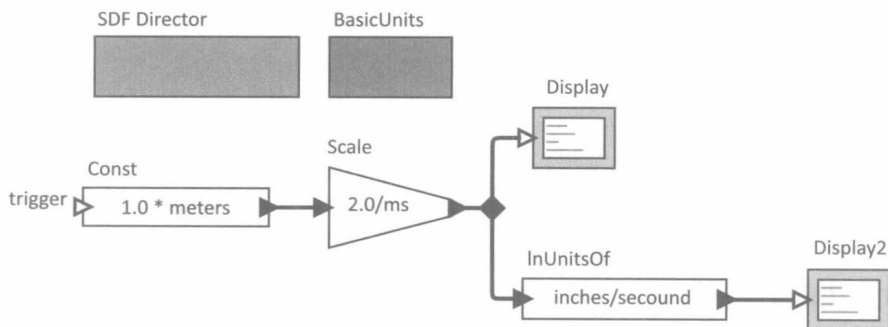 SDF Director
BasicUnits
Display
Scale
Const
trigger
1.0 * meters
2.0/ms
InUnitsOf
Display2
inches/secound